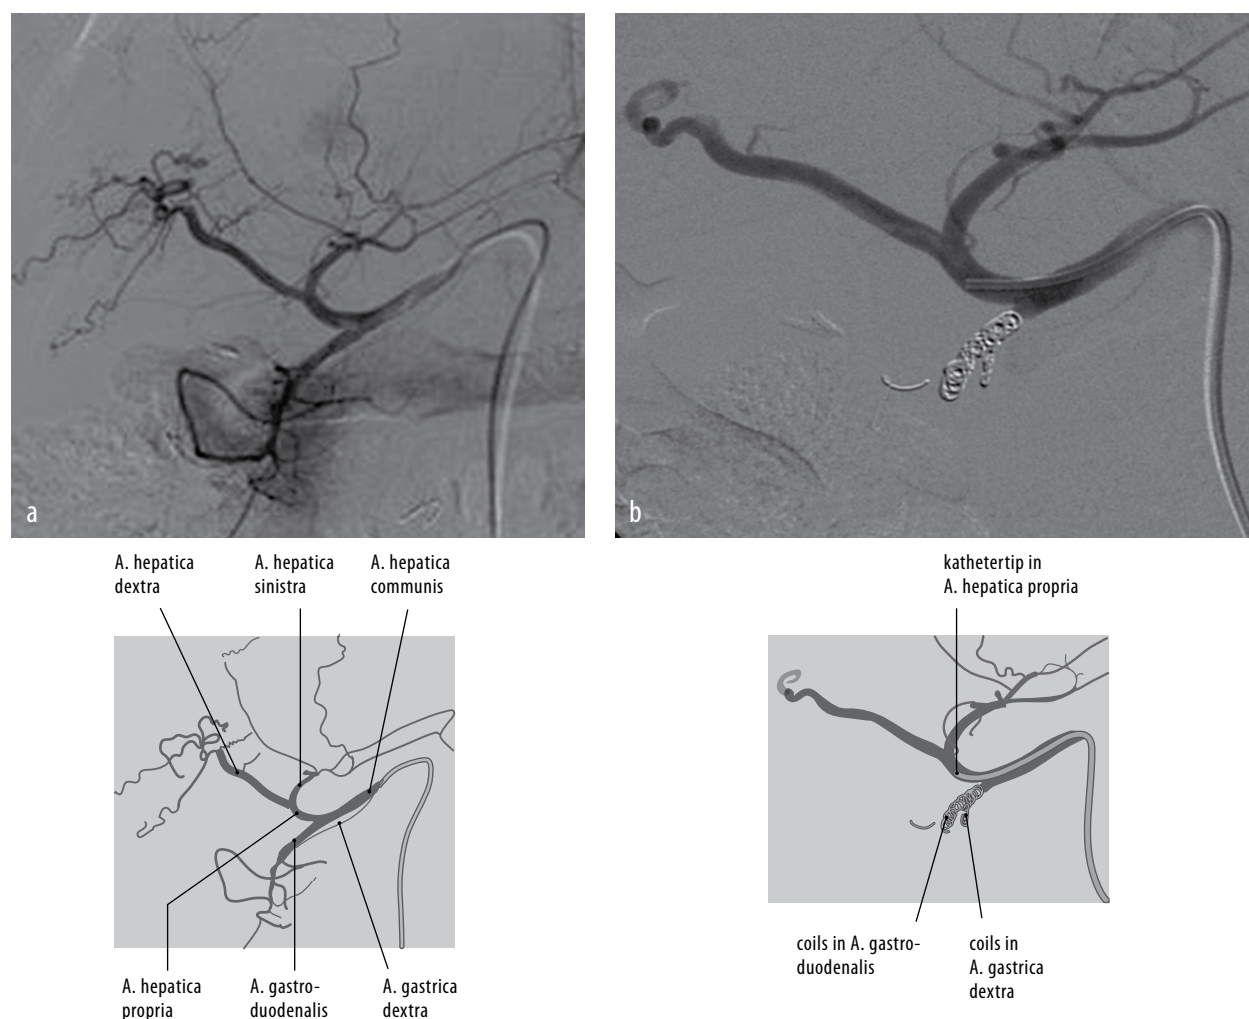 a
b
A. hepatica
dextra
A. hepatica
sinistra
A. hepatica
communis
kathetertip in
A. hepatica propria
A. hepatica
propria
A. gastro-
duodenalis
A. gastrica
dextra
coils in A. gastro-
duodenalis
coils in
A. gastrica
dextra